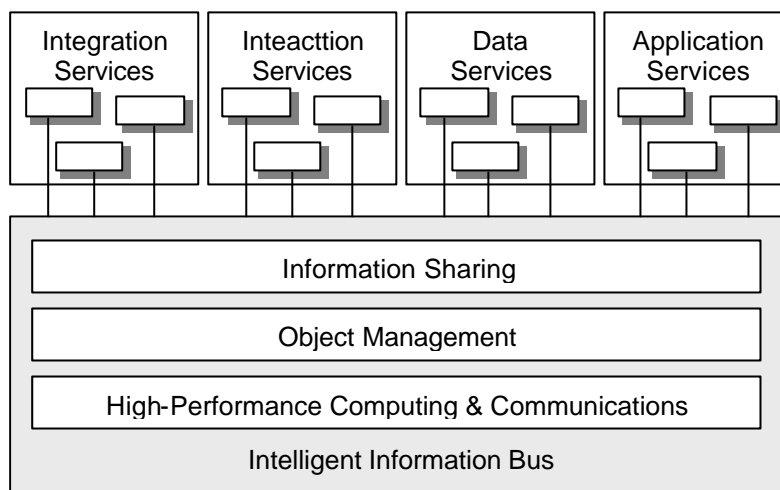 Integration
Services
Inteacttion
Services
Data
Services
Application
Services
Information Sharing
Object Management
High-Performance Computing & Communications
Intelligent Information Bus